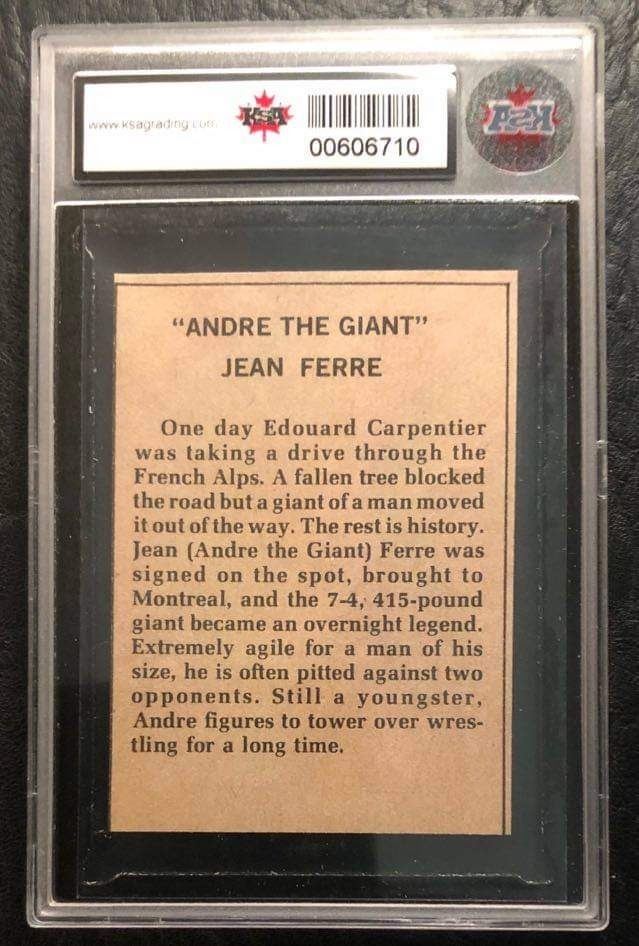 www.ksagrading.com
KSA
00606710
KSA
“ANDRE THE GIANT”
JEAN FERRE
One day Edouard Carpentier
was taking a drive through the
French Alps. A fallen tree blocked
the road but a giant of a man moved
it out of the way. The rest is history.
Jean (Andre the Giant) Ferre was
signed on the spot, brought to
Montreal, and the 7-4, 415-pound
giant became an overnight legend.
Extremely agile for a man of his
size, he is often pitted against two
opponents. Still a youngster,
Andre figures to tower over wres-
tling for a long time.